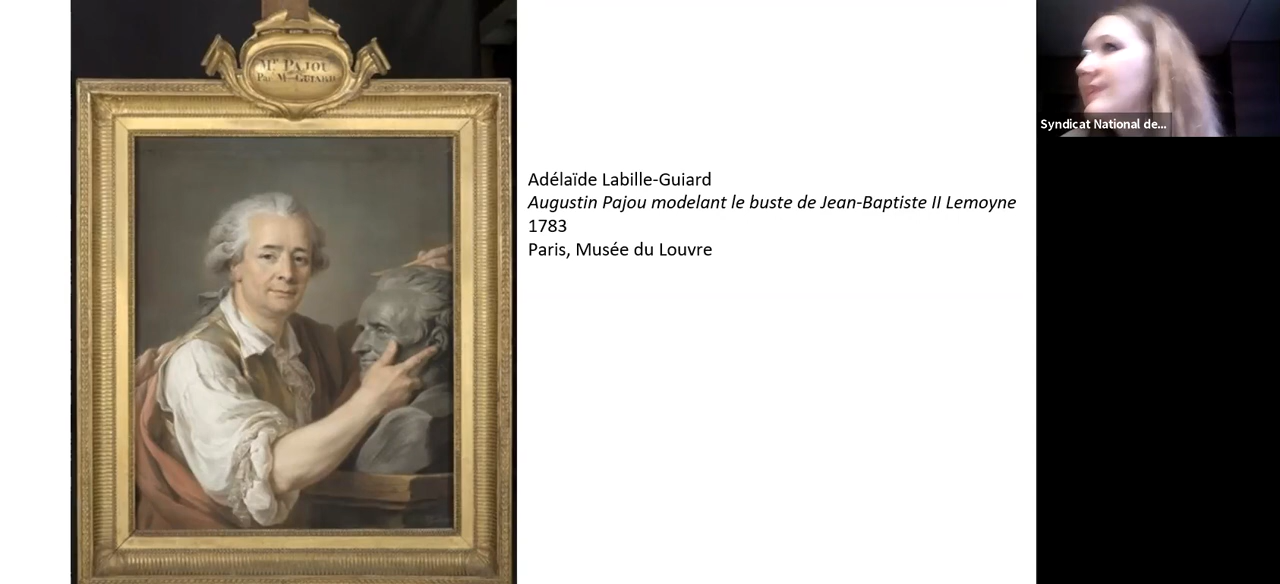 Mr PAJOU
Par Mme GUIARD
Adélaïde Labille-Guiard
Augustin Pajou modelant le buste de Jean-Baptiste II Lemoyne
1783
Paris, Musée du Louvre
Syndicat National de...